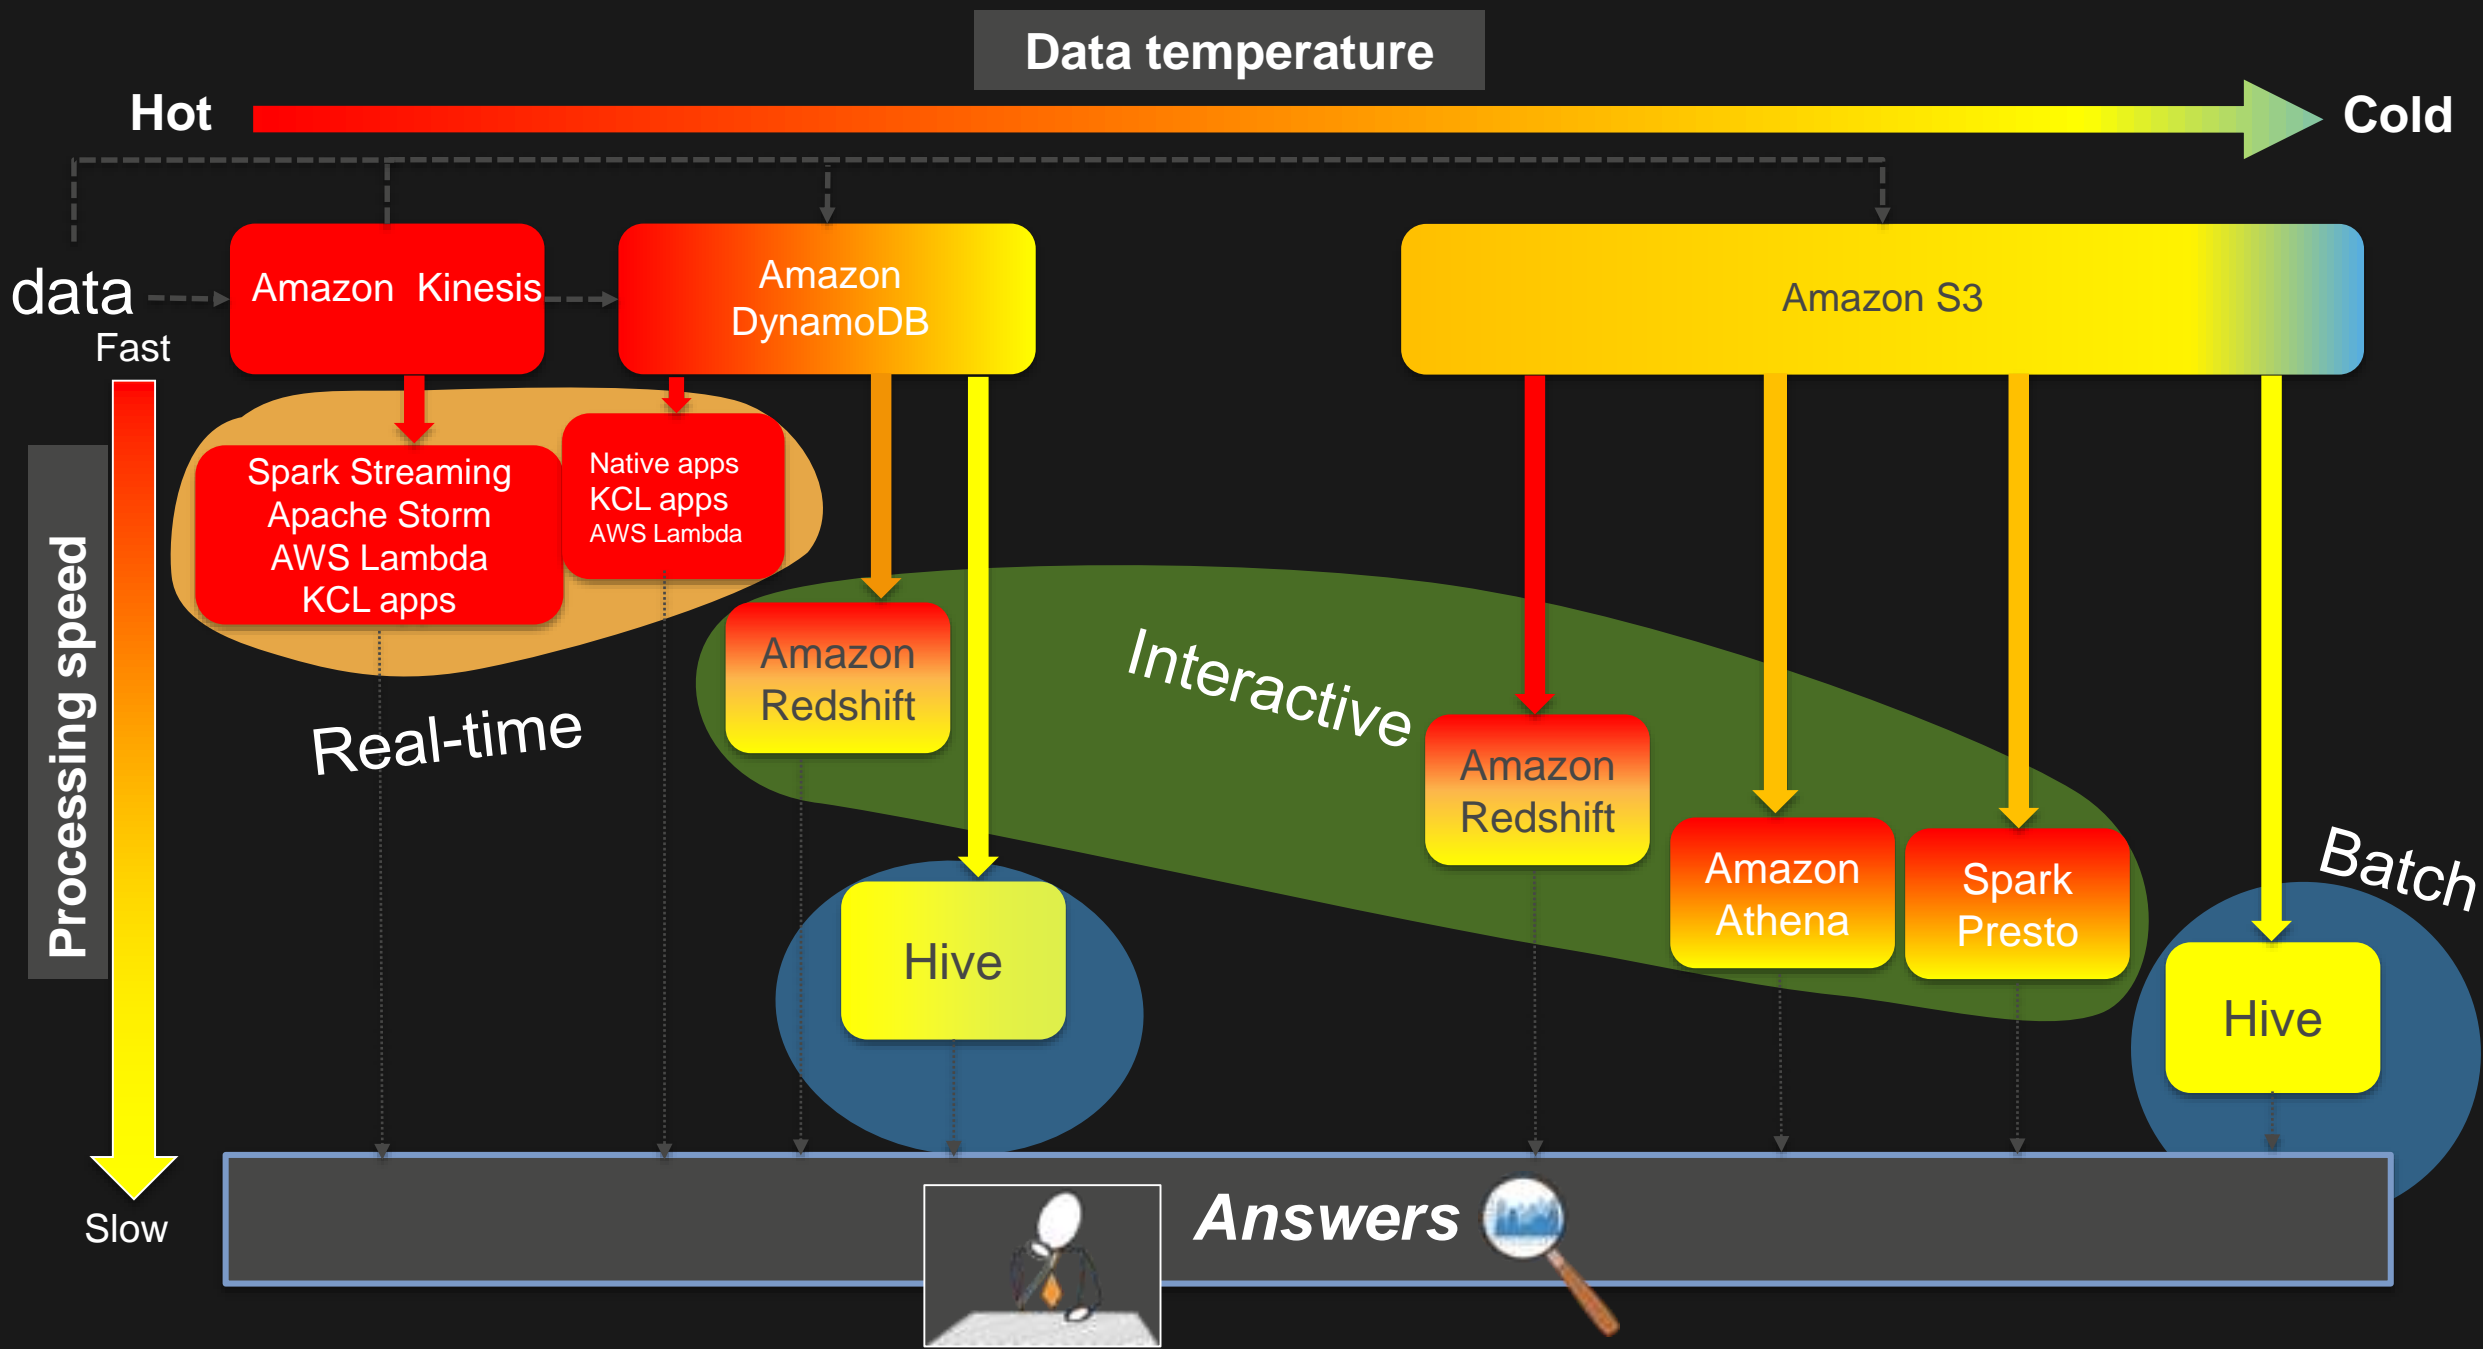 Data temperature
Hot
Cold
data
Amazon  Kinesis
Amazon
DynamoDB
Amazon S3
Fast
Processing speed
Slow
Spark Streaming
Apache Storm
AWS Lambda
KCL apps
Native apps
KCL apps
AWS Lambda
Real-time
Amazon
Redshift
Interactive
Amazon
Redshift
Amazon
Athena
Spark
Presto
Batch
Hive
Hive
Answers